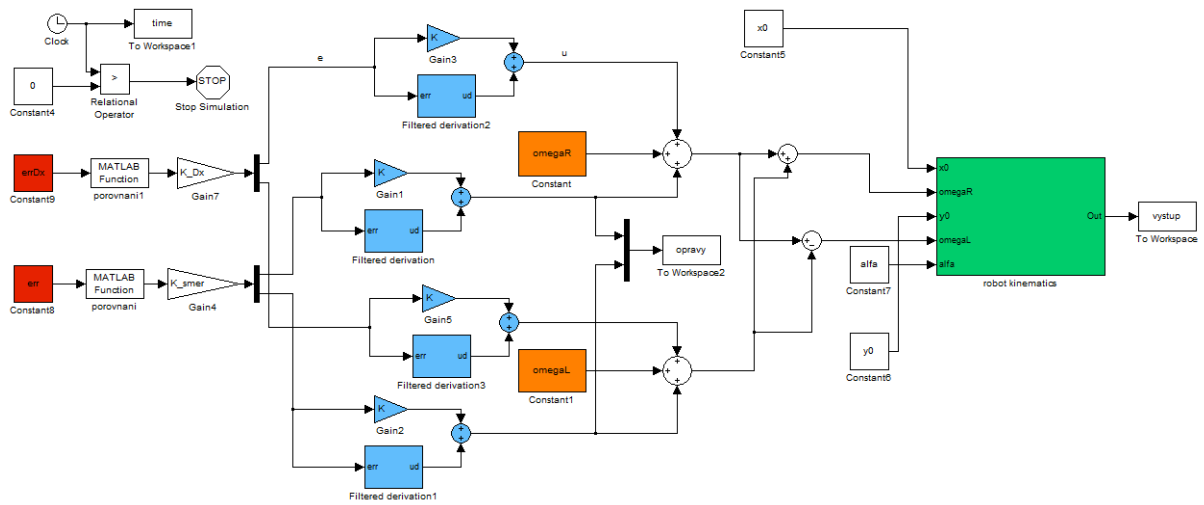 Clock
time
To Workspace1
0
Constant4
>
Relational
Operator
STOP
Stop Simulation
e
K
Gain3
err
ud
Filtered derivation2
+
+
u
x0
Constant5
errDx
Constant9
MATLAB
Function
porovnani1
K_Dx
Gain7
K
Gain1
err
ud
Filtered derivation
+
+
omegaR
Constant
+
+
+
+
+
+
−
opravy
To Workspace2
err
Constant8
MATLAB
Function
porovnani
K_smer
Gain4
K
Gain5
err
ud
Filtered derivation3
+
+
omegaL
Constant1
+
+
+
K
Gain2
err
ud
Filtered derivation1
+
+
x0
omegaR
y0
omegaL
alfa
Out
robot kinematics
vystup
To Workspace
alfa
Constant7
y0
Constant6